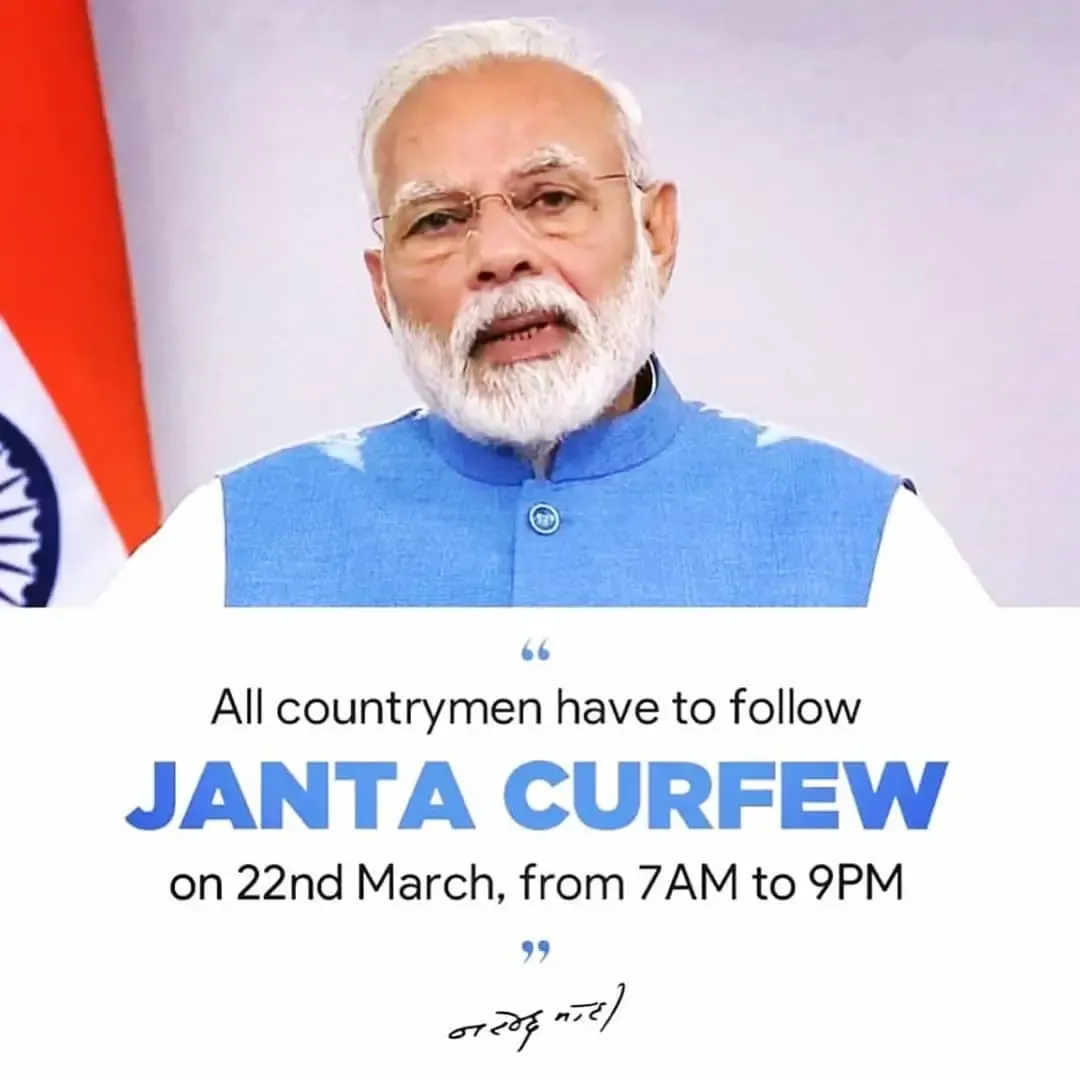 “
All countrymen have to follow
JANTA CURFEW
on 22nd March, from 7AM to 9PM
”
नरेन्द्र मोदी